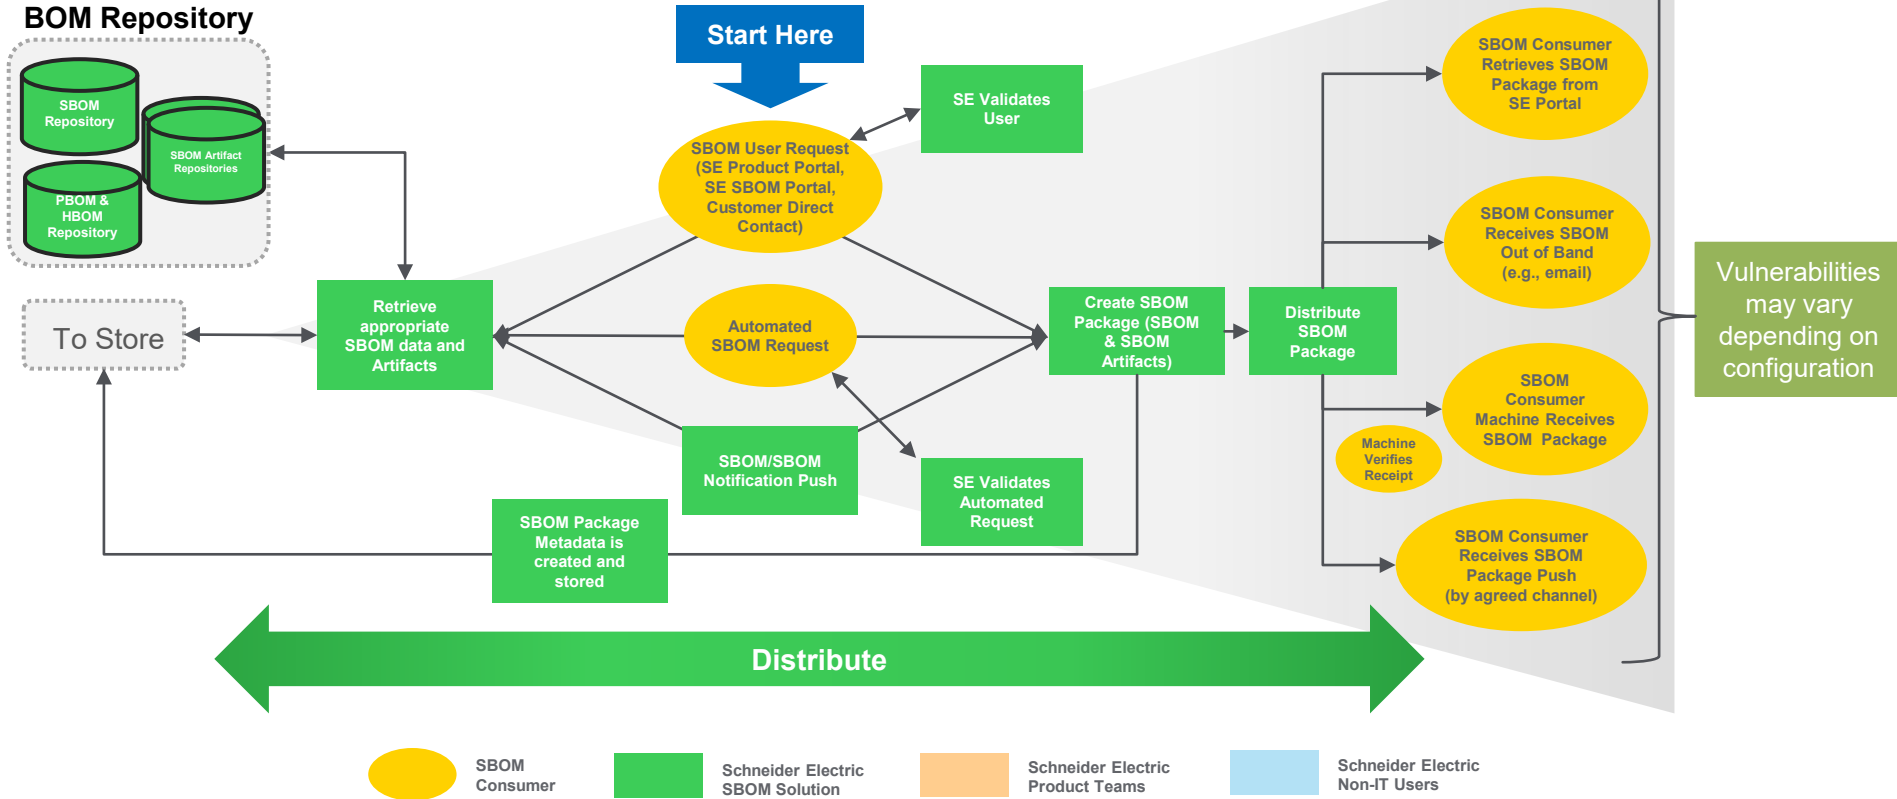 BOM Repository
SBOM
Repository
SBOM Artifact
Repositories
PBOM &
HBOM
Repository
To Store
Start Here
SE Validates
User
SBOM User Request
(SE Product Portal,
SE SBOM Portal,
Customer Direct
Contact)
Retrieve
appropriate
SBOM data and
Artifacts
Automated
SBOM Request
Create SBOM
Package (SBOM
& SBOM
Artifacts)
Distribute
SBOM
Package
SBOM/SBOM
Notification Push
SE Validates
Automated
Request
SBOM Package
Metadata is
created and
stored
SBOM Consumer
Retrieves SBOM
Package from
SE Portal
SBOM Consumer
Receives SBOM
Out of Band
(e.g., email)
SBOM
Consumer
Machine Receives
SBOM Package
Machine
Verifies
Receipt
SBOM Consumer
Receives SBOM
Package Push
(by agreed channel)
Vulnerabilities
may vary
depending on
configuration
Distribute
SBOM
Consumer
Schneider Electric
SBOM Solution
Schneider Electric
Product Teams
Schneider Electric
Non-IT Users